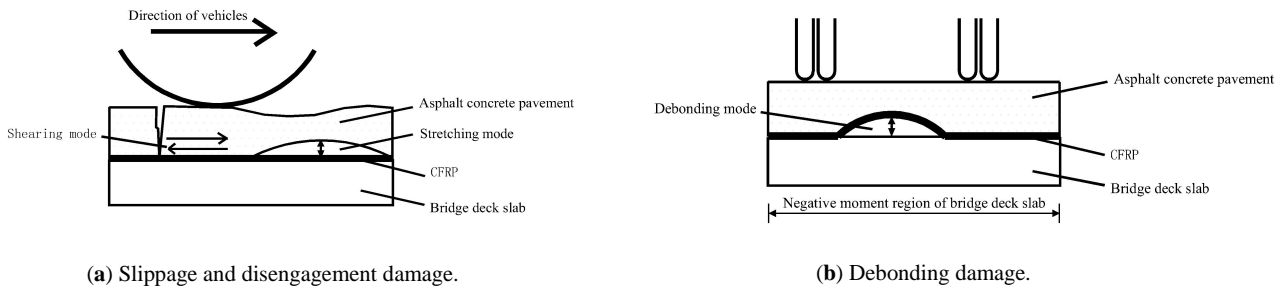 Direction of vehicles
Asphalt concrete pavement
Shearing mode
Stretching mode
CFRP
Bridge deck slab
(a) Slippage and disengagement damage.
Asphalt concrete pavement
Debonding mode
CFRP
Bridge deck slab
Negative moment region of bridge deck slab
(b) Debonding damage.